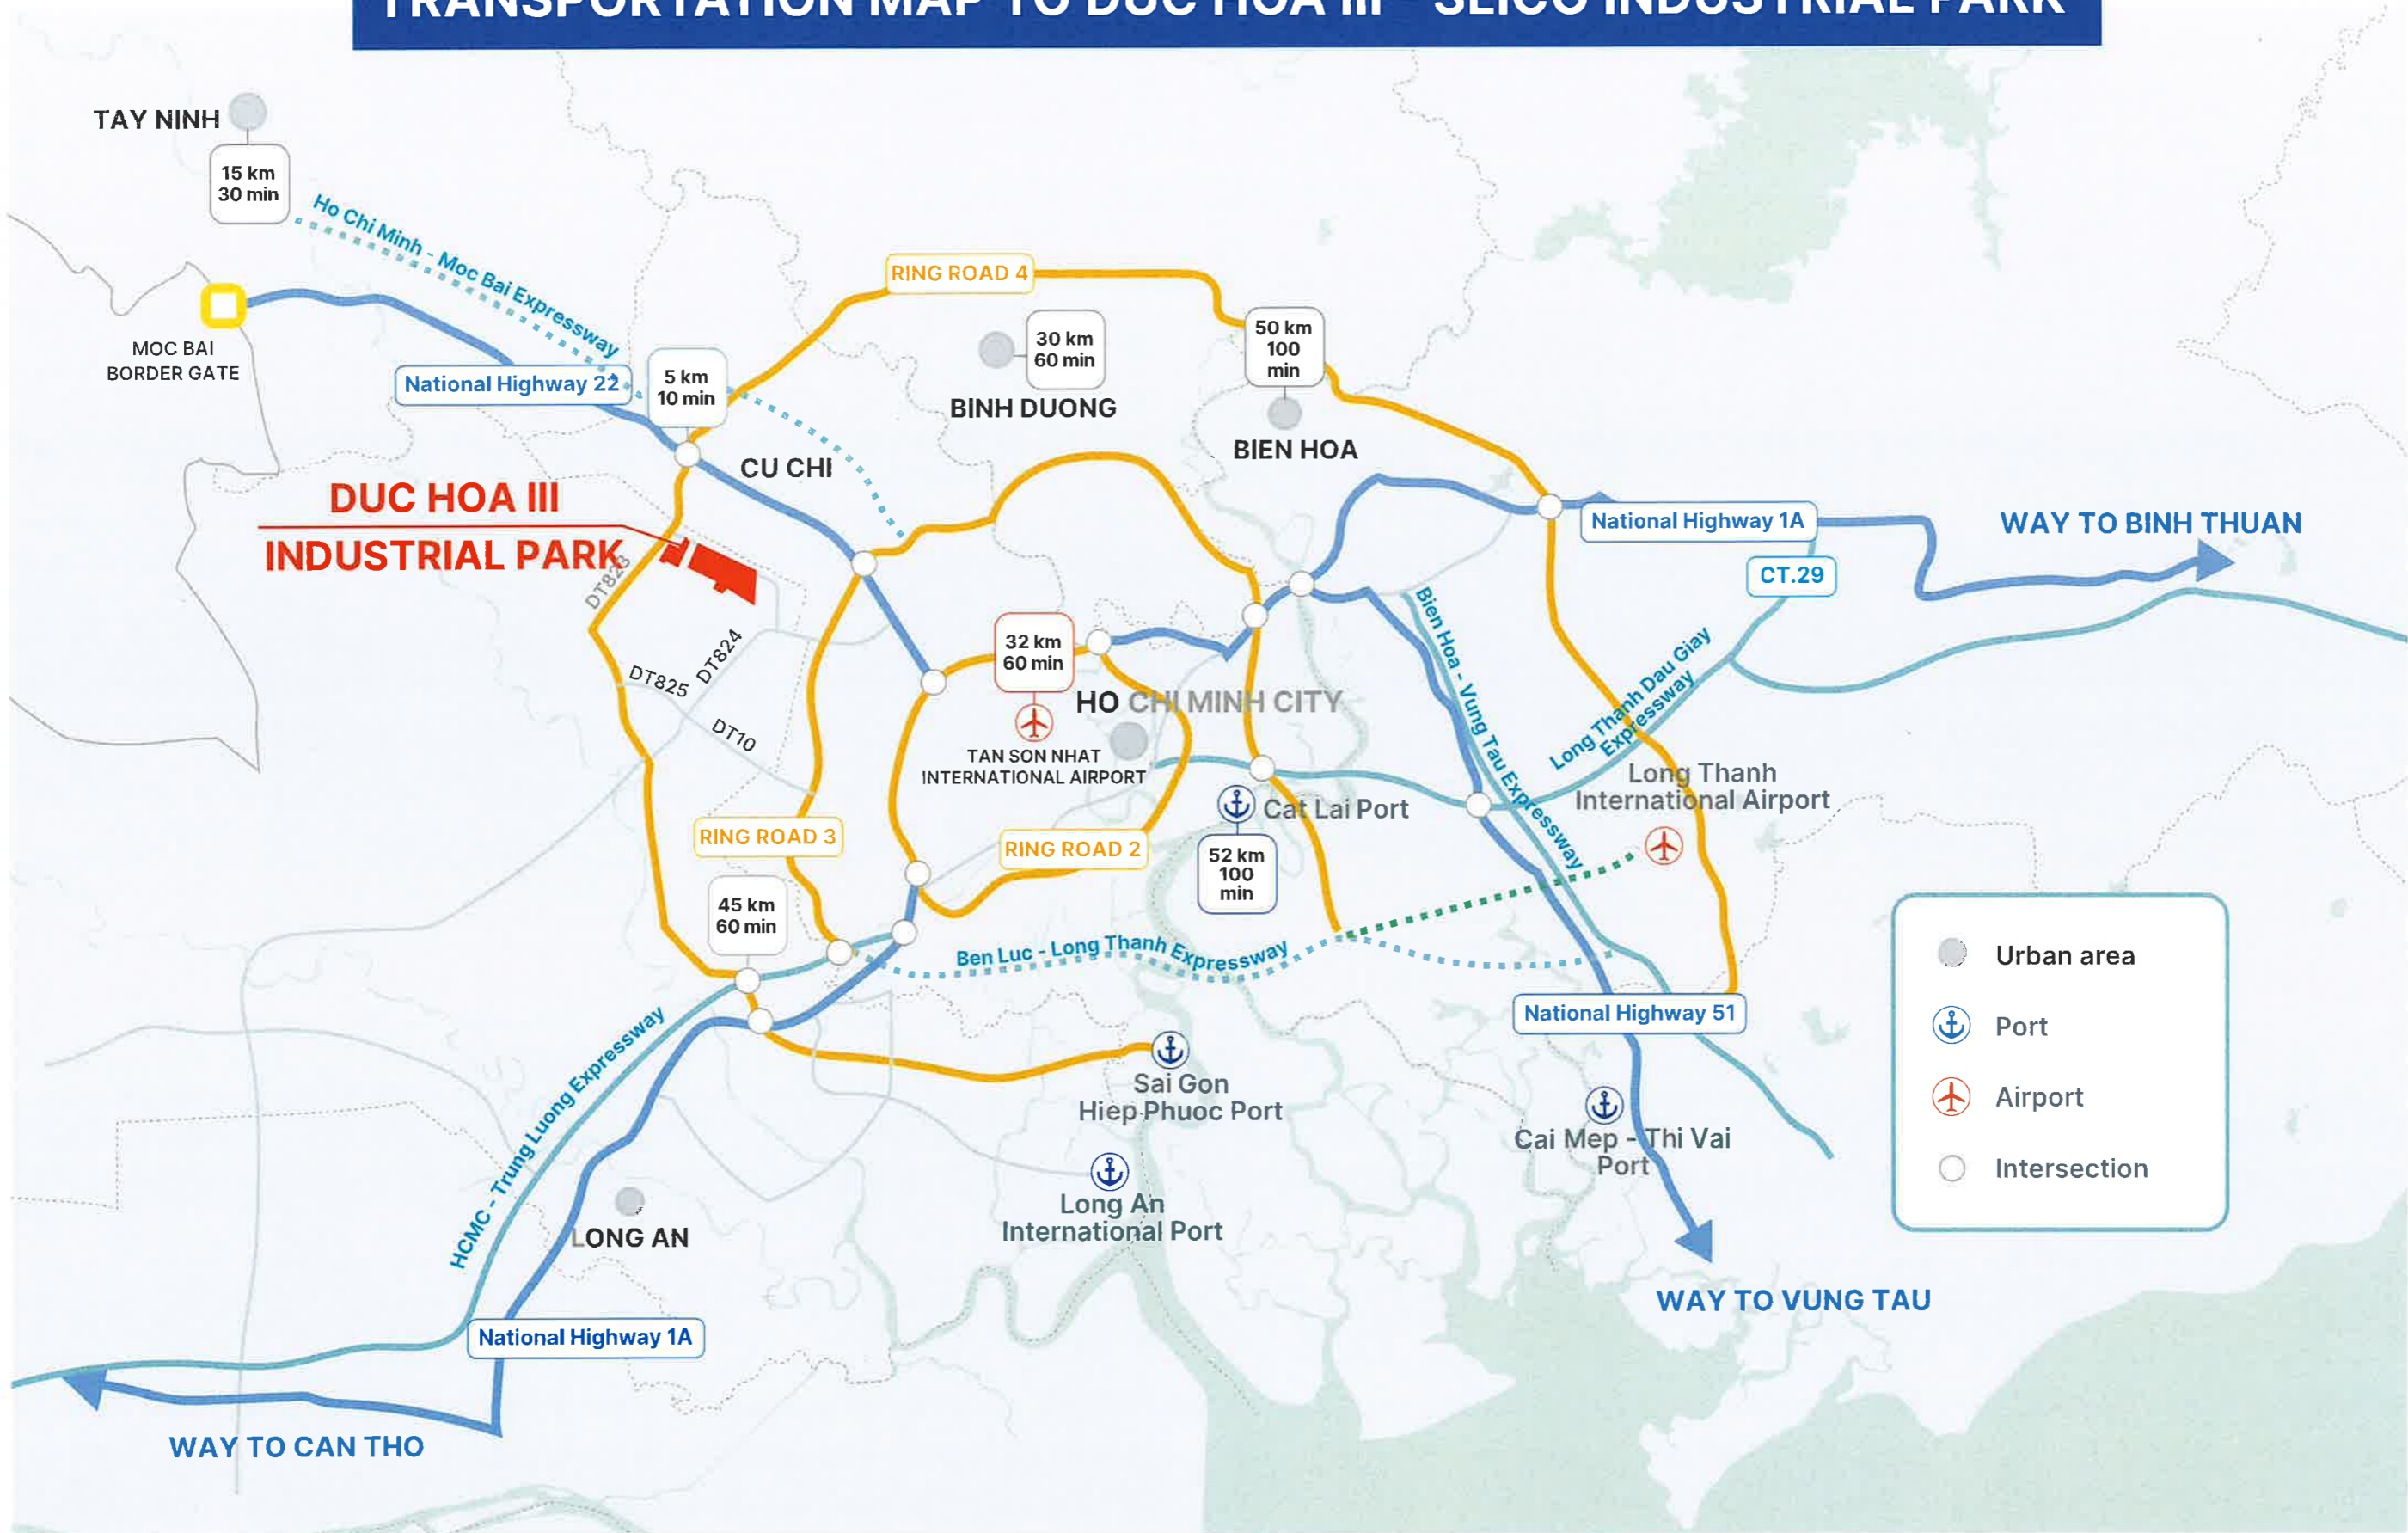 TRANSPORTATION MAP TO DUC HOA III - SLICO INDUSTRIAL PARK
TAY NINH
15 km
30 min
Ho Chi Minh - Moc Bai Expressway
MOC BAI
BORDER GATE
National Highway 22
5 km
10 min
RING ROAD 4
30 km
60 min
BINH DUONG
50 km
100
min
BIEN HOA
CU CHI
DUC HOA III
INDUSTRIAL PARK
DT823
DT824
DT825
DT10
National Highway 1A
WAY TO BINH THUAN
CT.29
32 km
60 min
HO CHI MINH CITY
TAN SON NHAT
INTERNATIONAL AIRPORT
Bien Hoa - Vung Tau Expressway
Long Thanh Dau Giay
Expressway
Long Thanh
International Airport
Cat Lai Port
52 km
100
min
RING ROAD 3
RING ROAD 2
45 km
60 min
Ben Luc - Long Thanh Expressway
National Highway 51
HCMC - Trung Luong Expressway
Sai Gon
Hiep Phuoc Port
Long An
International Port
Cai Mep - Thi Vai
Port
LONG AN
National Highway 1A
WAY TO CAN THO
WAY TO VUNG TAU
Urban area
Port
Airport
Intersection